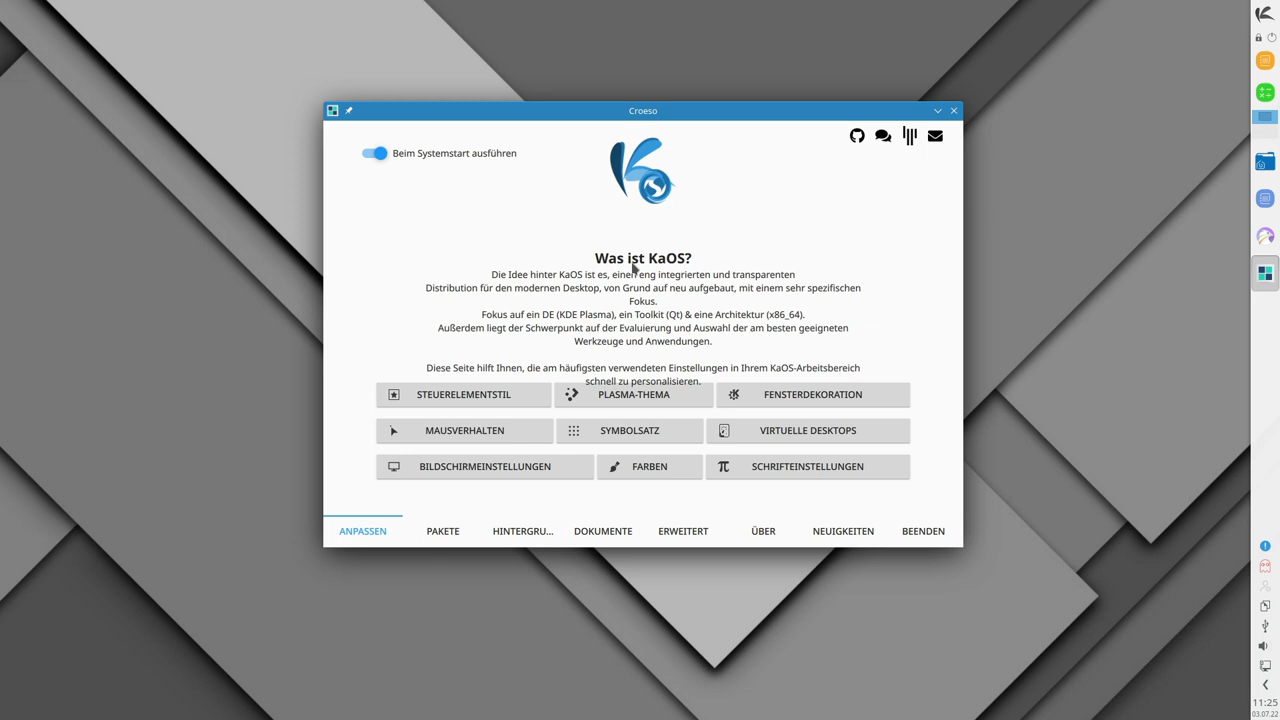 Croeso
Beim Systemstart ausführen
Was ist KaOS?
Die Idee hinter KaOS ist es, einen eng integrierten und transparenten
Distribution für den modernen Desktop, von Grund auf neu aufgebaut, mit einem sehr spezifischen
Fokus.
Fokus auf ein DE (KDE Plasma), ein Toolkit (Qt) & eine Architektur (x86_64).
Außerdem liegt der Schwerpunkt auf der Evaluierung und Auswahl der am besten geeigneten
Werkzeuge und Anwendungen.
Diese Seite hilft Ihnen, die am häufigsten verwendeten Einstellungen in Ihrem KaOS-Arbeitsbereich
schnell zu personalisieren.
STEUERELEMENTSTIL
PLASMA-THEMA
FENSTERDEKORATION
MAUSVERHALTEN
SYMBOLSATZ
VIRTUELLE DESKTOPS
BILDSCHIRMEINSTELLUNGEN
FARBEN
SCHRIFTEINSTELLUNGEN
ANPASSEN
PAKETE
HINTERGRU...
DOKUMENTE
ERWEITERT
ÜBER
NEUIGKEITEN
BEENDEN
11:25
03.07.22